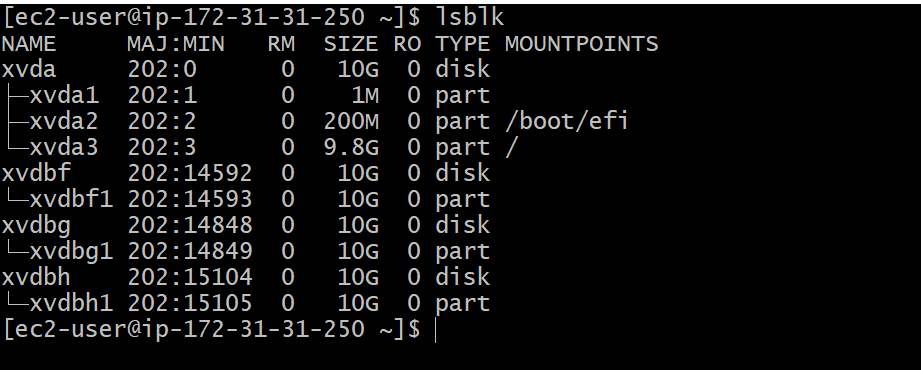 [ec2-user@ip-172-31-31-250 ~]$ lsblk
NAME      MAJ:MIN   RM  SIZE RO TYPE MOUNTPOINTS
xvda      202:0      0   10G  0 disk
├─xvda1   202:1      0    1M  0 part
├─xvda2   202:2      0  200M  0 part /boot/efi
└─xvda3   202:3      0  9.8G  0 part /
xvdbf     202:14592  0   10G  0 disk
└─xvdbf1  202:14593  0   10G  0 part
xvdbg     202:14848  0   10G  0 disk
└─xvdbg1  202:14849  0   10G  0 part
xvdbh     202:15104  0   10G  0 disk
└─xvdbh1  202:15105  0   10G  0 part
[ec2-user@ip-172-31-31-250 ~]$